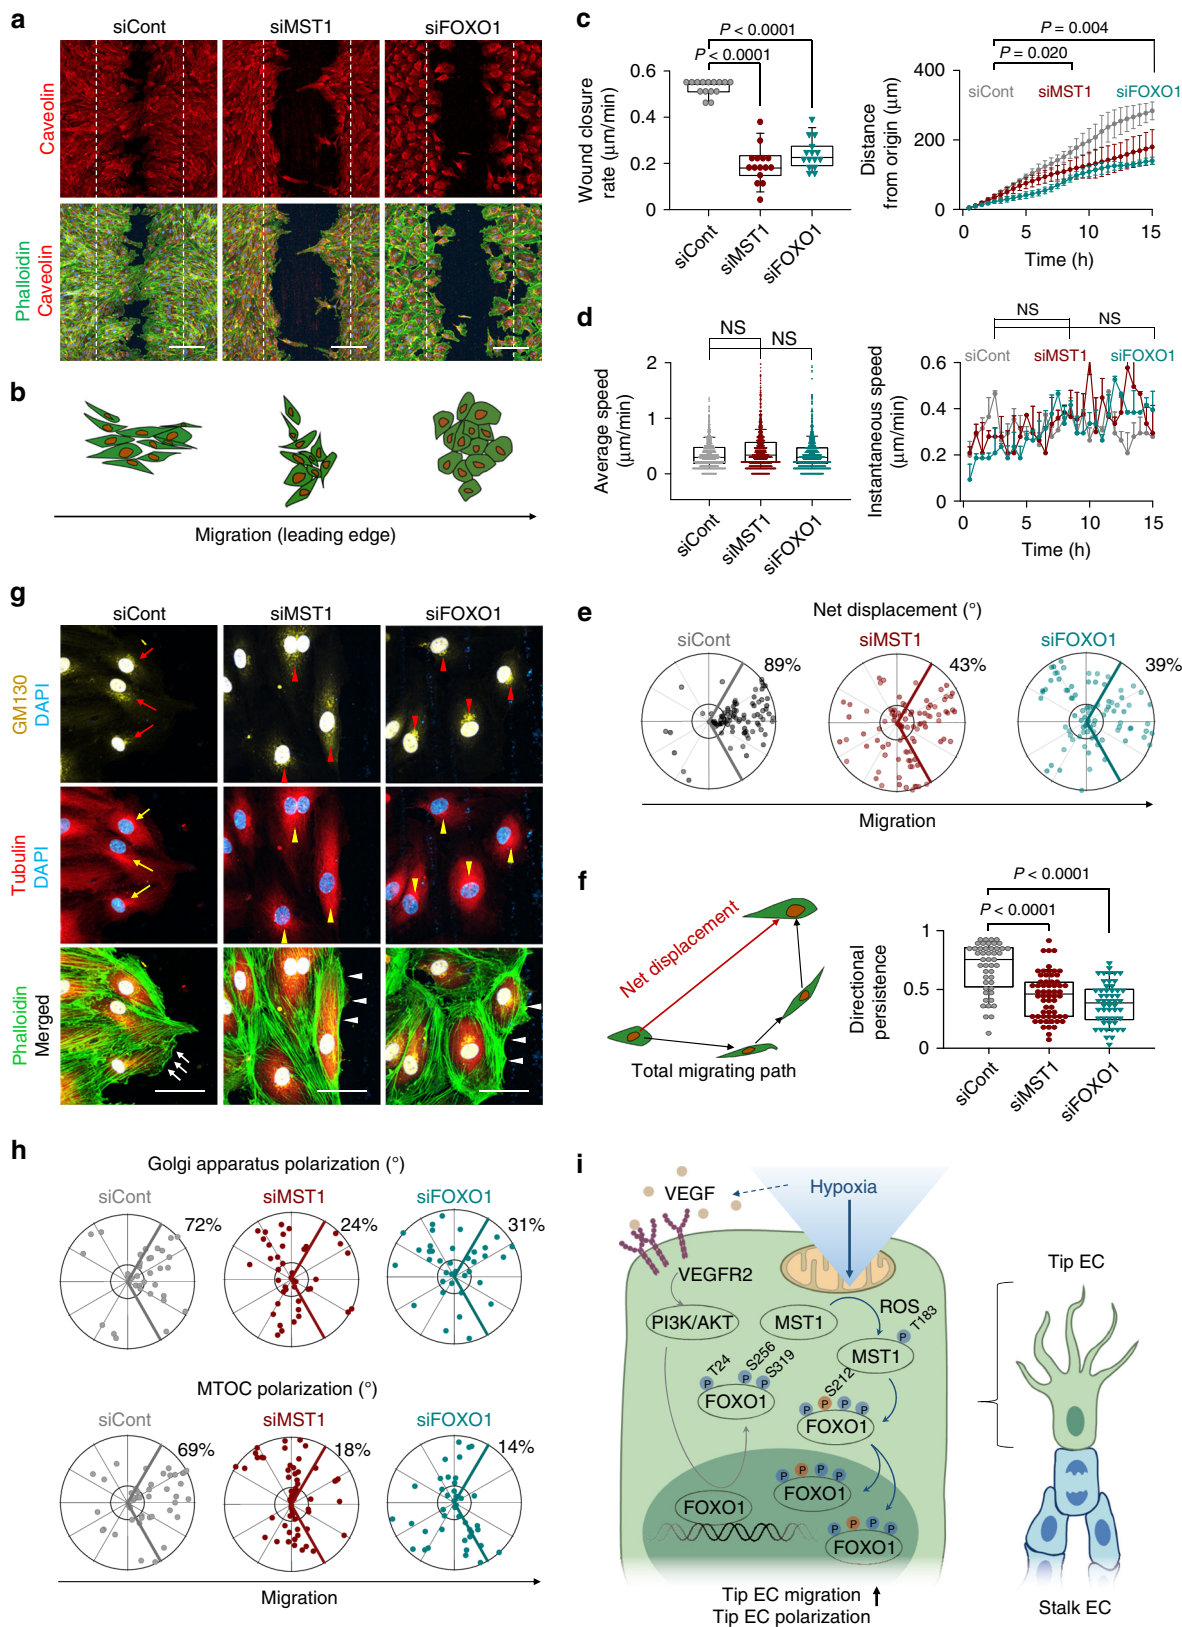 a
siCont
siMST1
siFOXO1
Caveolin
Phalloidin
Caveolin
b
Migration (leading edge)
c
P < 0.0001
P < 0.0001
0.6
0.4
0.2
0
Wound closure
rate (μm/min)
siCont
siMST1
siFOXO1
P = 0.004
P = 0.020
400
200
0
siCont
siMST1
siFOXO1
Distance
from origin (μm)
0
5
10
15
Time (h)
d
NS
NS
2
1
0
Average speed
(μm/min)
siCont
siMST1
siFOXO1
NS
NS
0.6
0.4
0.2
0
siCont
siMST1
siFOXO1
Instantaneous speed
(μm/min)
0
5
10
15
Time (h)
e
Net displacement (°)
siCont
siMST1
siFOXO1
89%
43%
39%
Migration
f
Net displacement
Total migrating path
P < 0.0001
P < 0.0001
1
0.5
0
Directional
persistence
siCont
siMST1
siFOXO1
g
siCont
siMST1
siFOXO1
GM130
DAPI
Tubulin
DAPI
Phalloidin
Merged
h
Golgi apparatus polarization (°)
siCont
siMST1
siFOXO1
72%
24%
31%
MTOC polarization (°)
siCont
siMST1
siFOXO1
69%
18%
14%
Migration
i
VEGF
Hypoxia
VEGFR2
PI3K/AKT
MST1
ROS
T183
P
MST1
T24
S256
S319
P
P
P
FOXO1
S212
P
P
P
P
FOXO1
P
P
P
P
FOXO1
FOXO1
P
P
P
P
FOXO1
Tip EC migration
Tip EC polarization
Tip EC
Stalk EC